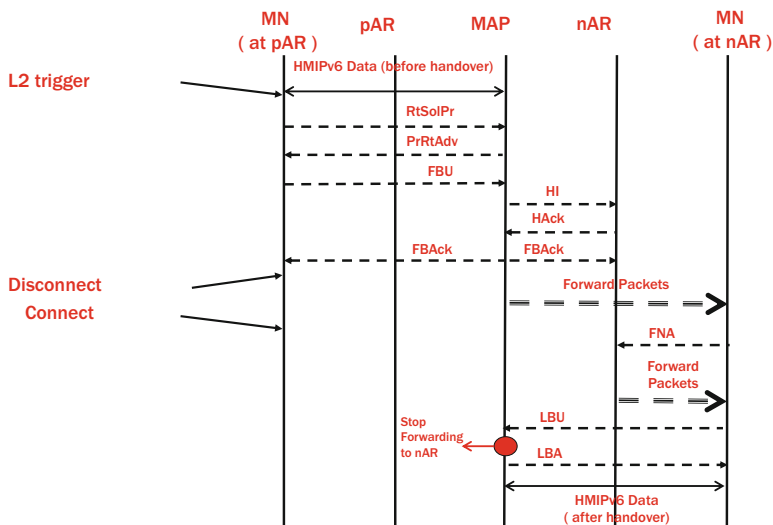 MN
( at pAR )
pAR
MAP
nAR
MN
( at nAR )
L2 trigger
HMIPv6 Data (before handover)
RtSolPr
PrRtAdv
FBU
HI
HAck
FBAck
FBAck
Disconnect
Connect
Forward Packets
FNA
Forward
Packets
LBU
Stop
Forwarding
to nAR
LBA
HMIPv6 Data
( after handover)